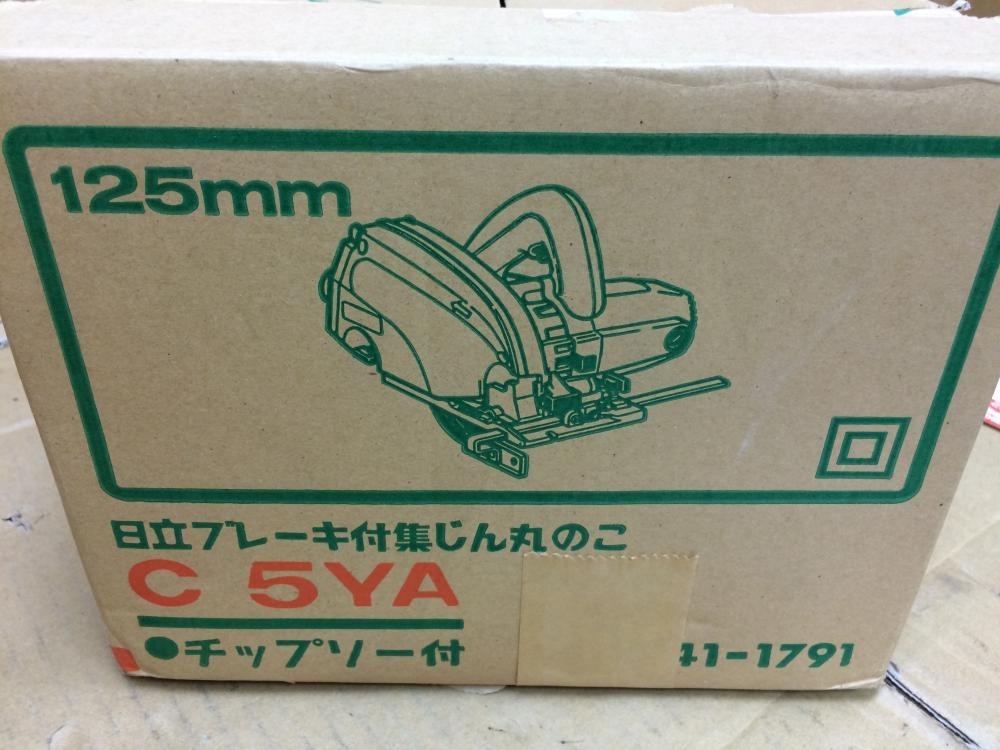 125mm
日立ブレーキ付集じん丸のこ
C 5YA
●チップソー付
41-1791